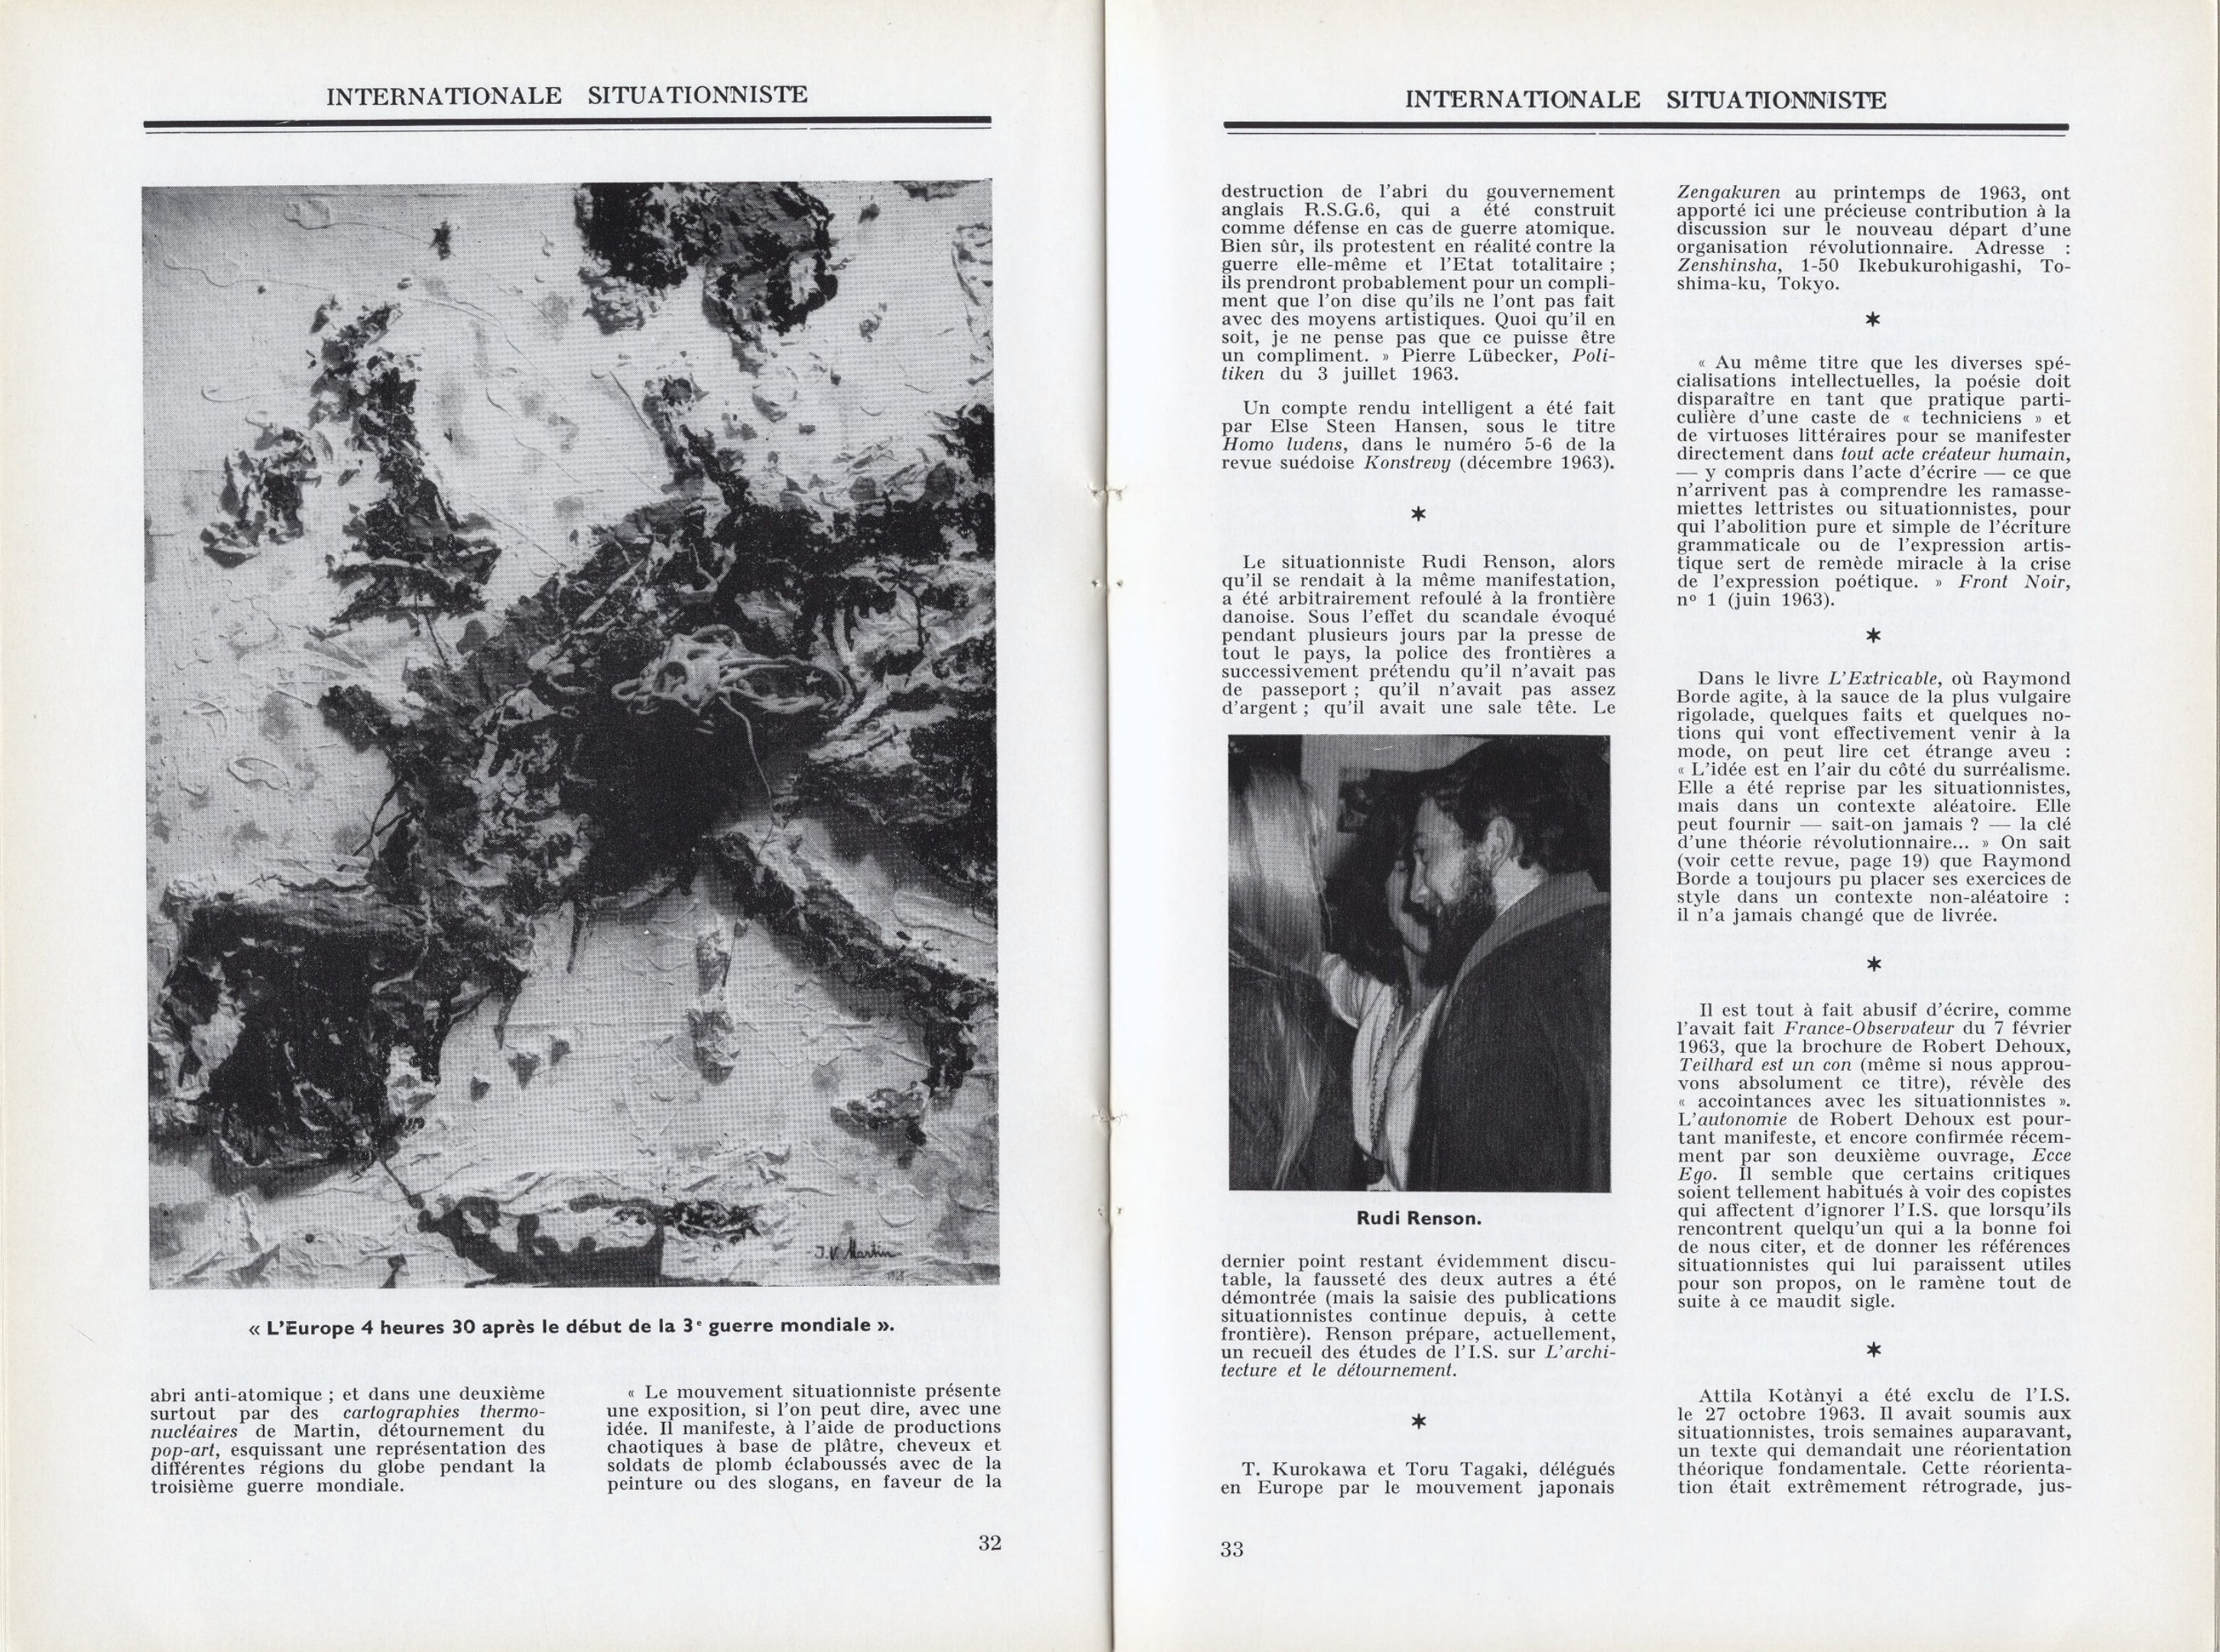 INTERNATIONALE SITUATIONNISTE
J.V. Martin
« L'Europe 4 heures 30 après le début de la 3e guerre mondiale ».
abri anti-atomique ; et dans une deuxième
surtout par des cartographies thermo-
nucléaires de Martin, détournement du
pop-art, esquissant une représentation des
différentes régions du globe pendant la
troisième guerre mondiale.
« Le mouvement situationniste présente
une exposition, si l'on peut dire, avec une
idée. Il manifeste, à l'aide de productions
chaotiques à base de plâtre, cheveux et
soldats de plomb éclaboussés avec de la
peinture ou des slogans, en faveur de la
32
INTERNATIONALE SITUATIONNISTE
destruction de l'abri du gouvernement
anglais R.S.G.6, qui a été construit
comme défense en cas de guerre atomique.
Bien sûr, ils protestent en réalité contre la
guerre elle-même et l'Etat totalitaire ;
ils prendront probablement pour un compli-
ment que l'on dise qu'ils ne l'ont pas fait
avec des moyens artistiques. Quoi qu'il en
soit, je ne pense pas que ce puisse être
un compliment. » Pierre Lübecker, Poli-
tiken du 3 juillet 1963.
Un compte rendu intelligent a été fait
par Else Steen Hansen, sous le titre
Homo ludens, dans le numéro 5-6 de la
revue suédoise Konstrevy (décembre 1963).
*
Le situationniste Rudi Renson, alors
qu'il se rendait à la même manifestation,
a été arbitrairement refoulé à la frontière
danoise. Sous l'effet du scandale évoqué
pendant plusieurs jours par la presse de
tout le pays, la police des frontières a
successivement prétendu qu'il n'avait pas
de passeport ; qu'il n'avait pas assez
d'argent ; qu'il avait une sale tête. Le
Rudi Renson.
dernier point restant évidemment discu-
table, la fausseté des deux autres a été
démontrée (mais la saisie des publications
situationnistes continue depuis, à cette
frontière). Renson prépare, actuellement,
un recueil des études de l'I.S. sur L'archi-
tecture et le détournement.
*
T. Kurokawa et Toru Tagaki, délégués
en Europe par le mouvement japonais
Zengakuren au printemps de 1963, ont
apporté ici une précieuse contribution à la
discussion sur le nouveau départ d'une
organisation révolutionnaire. Adresse :
Zenshinsha, 1-50 Ikebukurohigashi, To-
shima-ku, Tokyo.
*
« Au même titre que les diverses spé-
cialisations intellectuelles, la poésie doit
disparaître en tant que pratique parti-
culière d'une caste de « techniciens » et
de virtuoses littéraires pour se manifester
directement dans tout acte créateur humain,
— y compris dans l'acte d'écrire — ce que
n'arrivent pas à comprendre les ramasse-
miettes lettristes ou situationnistes, pour
qui l'abolition pure et simple de l'écriture
grammaticale ou de l'expression artis-
tique sert de remède miracle à la crise
de l'expression poétique. » Front Noir,
nº 1 (juin 1963).
*
Dans le livre L'Extricable, où Raymond
Borde agite, à la sauce de la plus vulgaire
rigolade, quelques faits et quelques no-
tions qui vont effectivement venir à la
mode, on peut lire cet étrange aveu :
« L'idée est en l'air du côté du surréalisme.
Elle a été reprise par les situationnistes,
mais dans un contexte aléatoire. Elle
peut fournir — sait-on jamais ? — la clé
d'une théorie révolutionnaire... » On sait
(voir cette revue, page 19) que Raymond
Borde a toujours pu placer ses exercices de
style dans un contexte non-aléatoire :
il n'a jamais changé que de livrée.
*
Il est tout à fait abusif d'écrire, comme
l'avait fait France-Observateur du 7 février
1963, que la brochure de Robert Dehoux,
Teilhard est un con (même si nous approu-
vons absolument ce titre), révèle des
« accointances avec les situationnistes ».
L'autonomie de Robert Dehoux est pour-
tant manifeste, et encore confirmée récem-
ment par son deuxième ouvrage, Ecce
Ego. Il semble que certains critiques
soient tellement habitués à voir des copistes
qui affectent d'ignorer l'I.S. que lorsqu'ils
rencontrent quelqu'un qui a la bonne foi
de nous citer, et de donner les références
situationnistes qui lui paraissent utiles
pour son propos, on le ramène tout de
suite à ce maudit sigle.
*
Attila Kotànyi a été exclu de l'I.S.
le 27 octobre 1963. Il avait soumis aux
situationnistes, trois semaines auparavant,
un texte qui demandait une réorientation
théorique fondamentale. Cette réorienta-
tion était extrêmement rétrograde, jus-
33